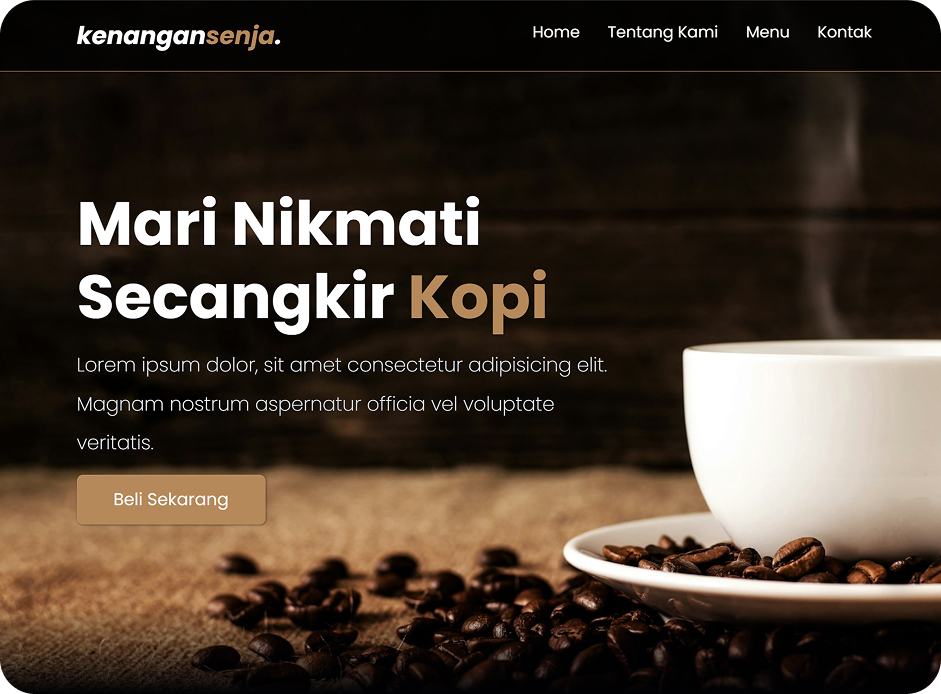 kenangansenja.
Home Tentang Kami Menu Kontak
Mari Nikmati
Secangkir Kopi
Lorem ipsum dolor, sit amet consectetur adipisicing elit.
Magnam nostrum aspernatur officia vel voluptate
veritatis.
Beli Sekarang